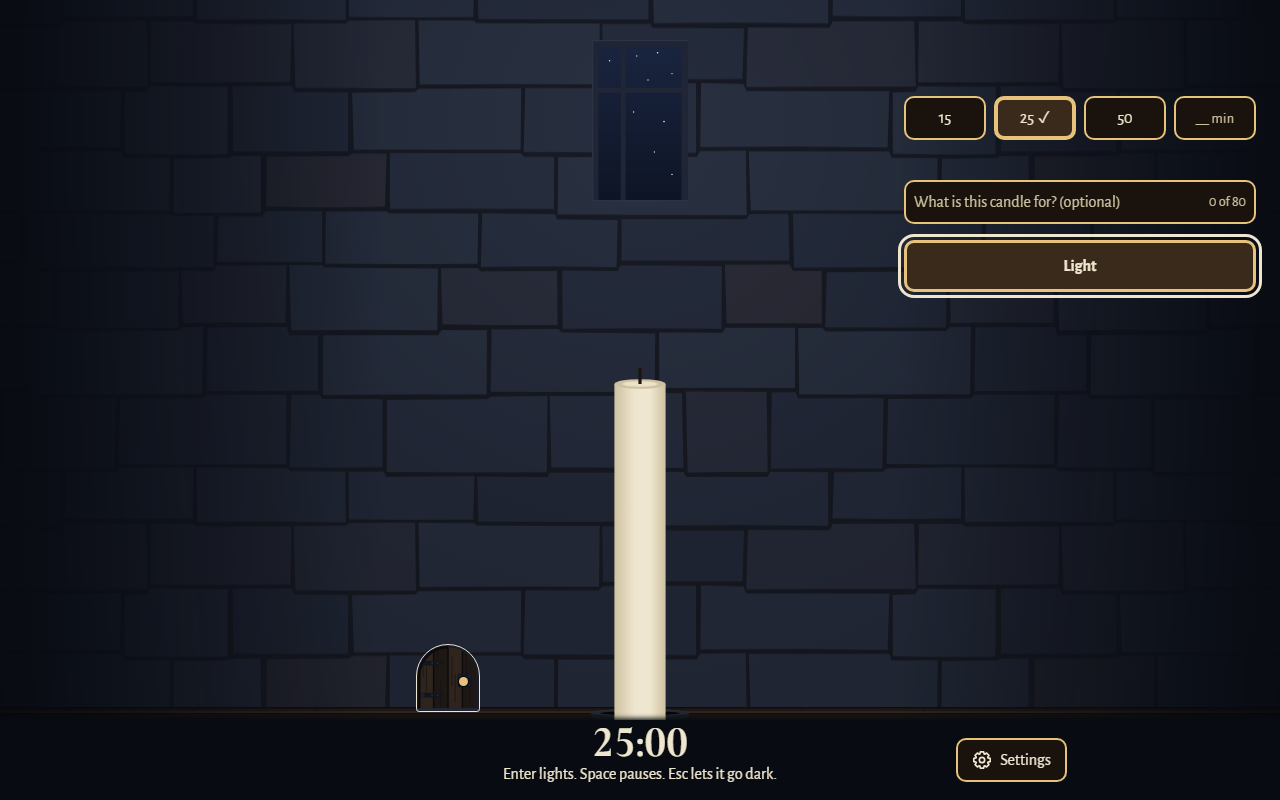 15
25 ✓
50
__ min
What is this candle for? (optional)
0 of 80
Light
25:00
Enter lights. Space pauses. Esc lets it go dark.
Settings